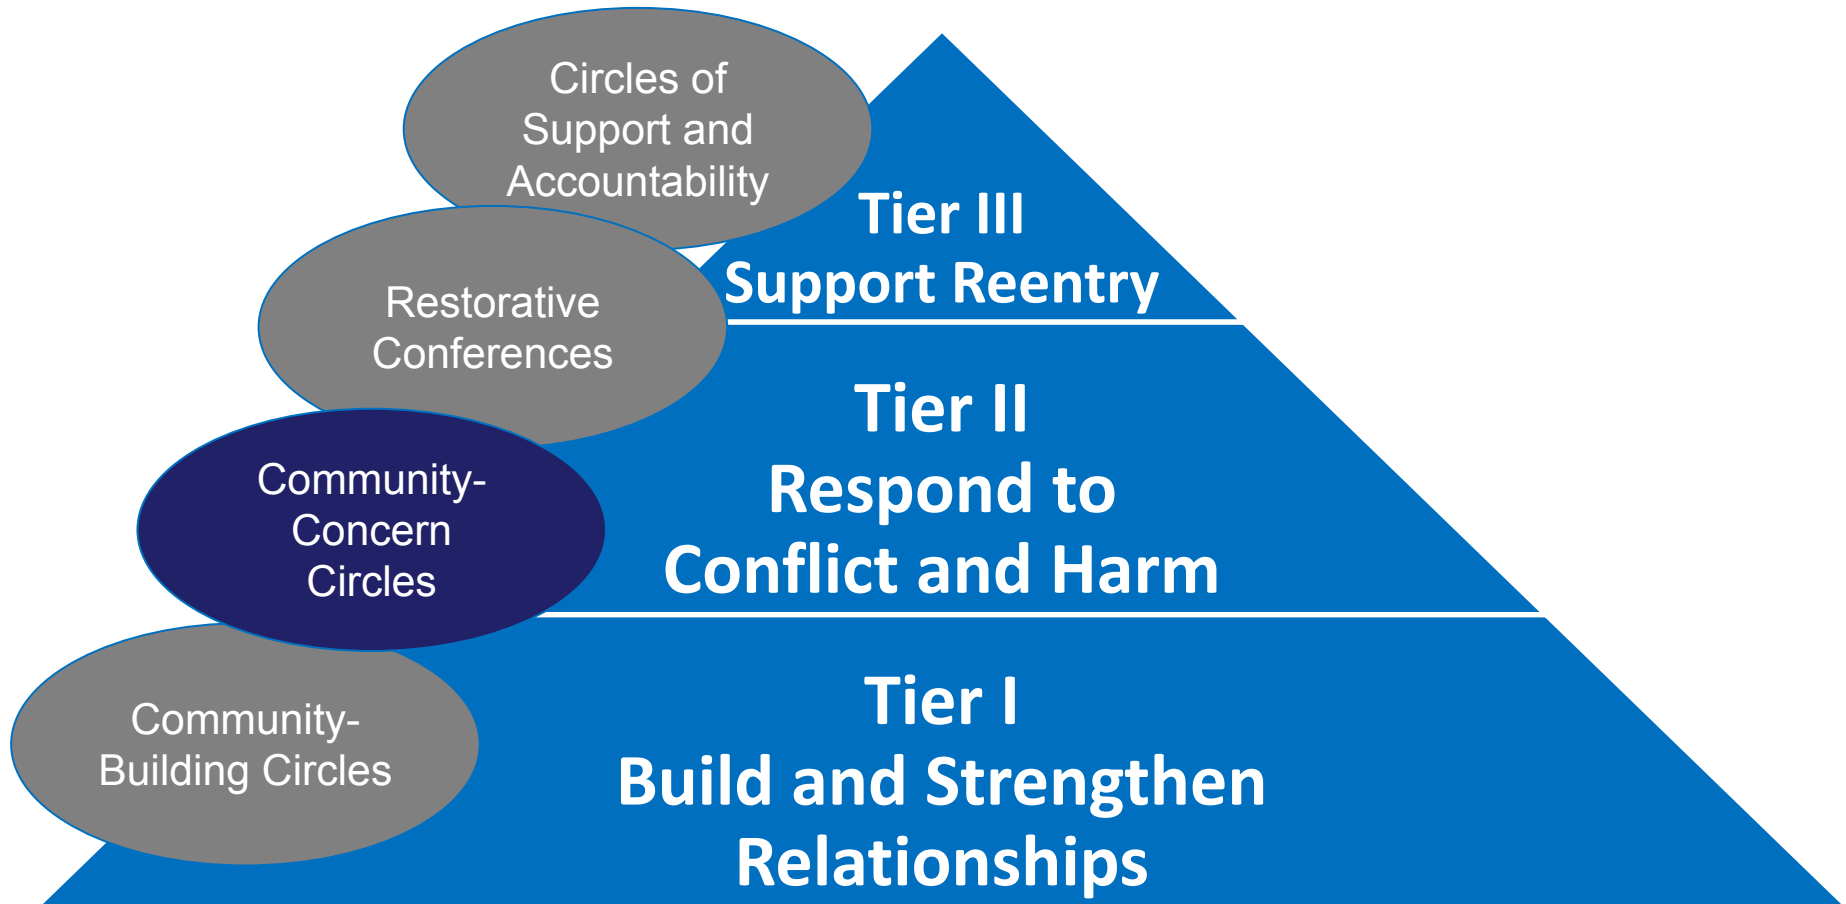 Circles of
Support and
Accountability
Tier III
Support Reentry
Restorative
Conferences
Tier II
Respond to
Conflict and Harm
Community-
Concern
Circles
Tier I
Build and Strengthen
Relationships
Community-
Building Circles